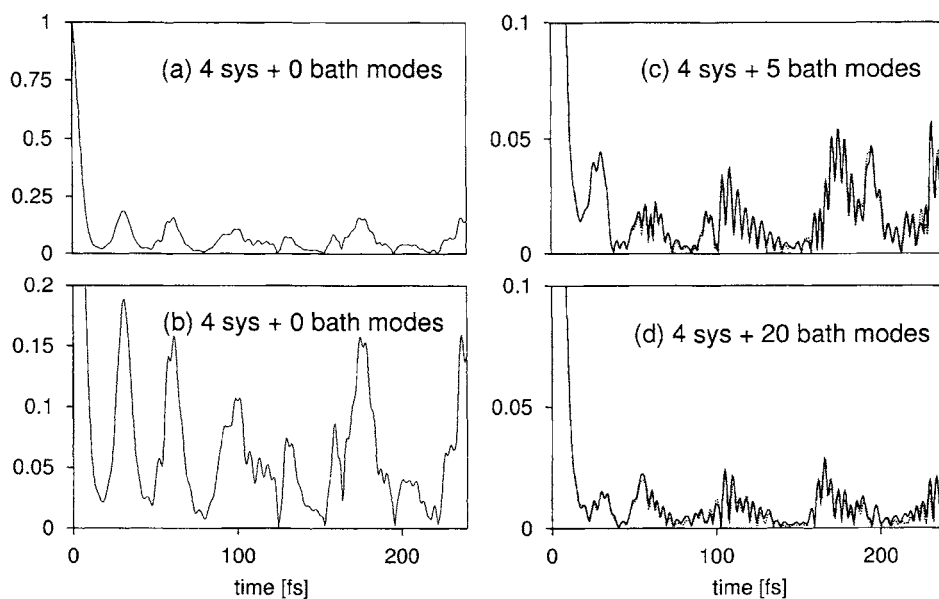 1
0.75
0.5
0.25
0
(a) 4 sys + 0 bath modes
0.2
0.15
0.1
0.05
0
(b) 4 sys + 0 bath modes
0 100 200
time [fs]
0.1
0.05
0
(c) 4 sys + 5 bath modes
0.1
0.05
0
(d) 4 sys + 20 bath modes
0 100 200
time [fs]